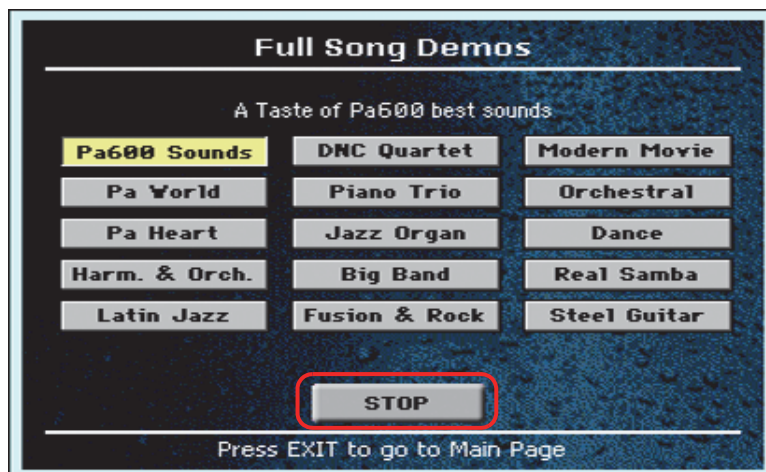 Full Song Demos
A Taste of Pa600 best sounds
Pa600 Sounds DNC Quartet Modern Movie
Pa World Piano Trio Orchestral
Pa Heart Jazz Organ Dance
Harm. & Orch. Big Band Real Samba
Latin Jazz Fusion & Rock Steel Guitar
STOP
Press EXIT to go to Main Page